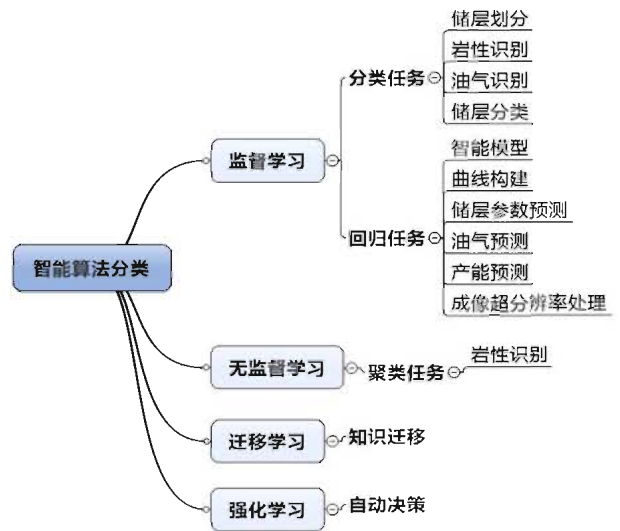 智能算法分类
监督学习
分类任务
储层划分
岩性识别
油气识别
储层分类
回归任务
智能模型
曲线构建
储层参数预测
油气预测
产能预测
成像超分辨率处理
无监督学习
聚类任务
岩性识别
迁移学习
知识迁移
强化学习
自动决策